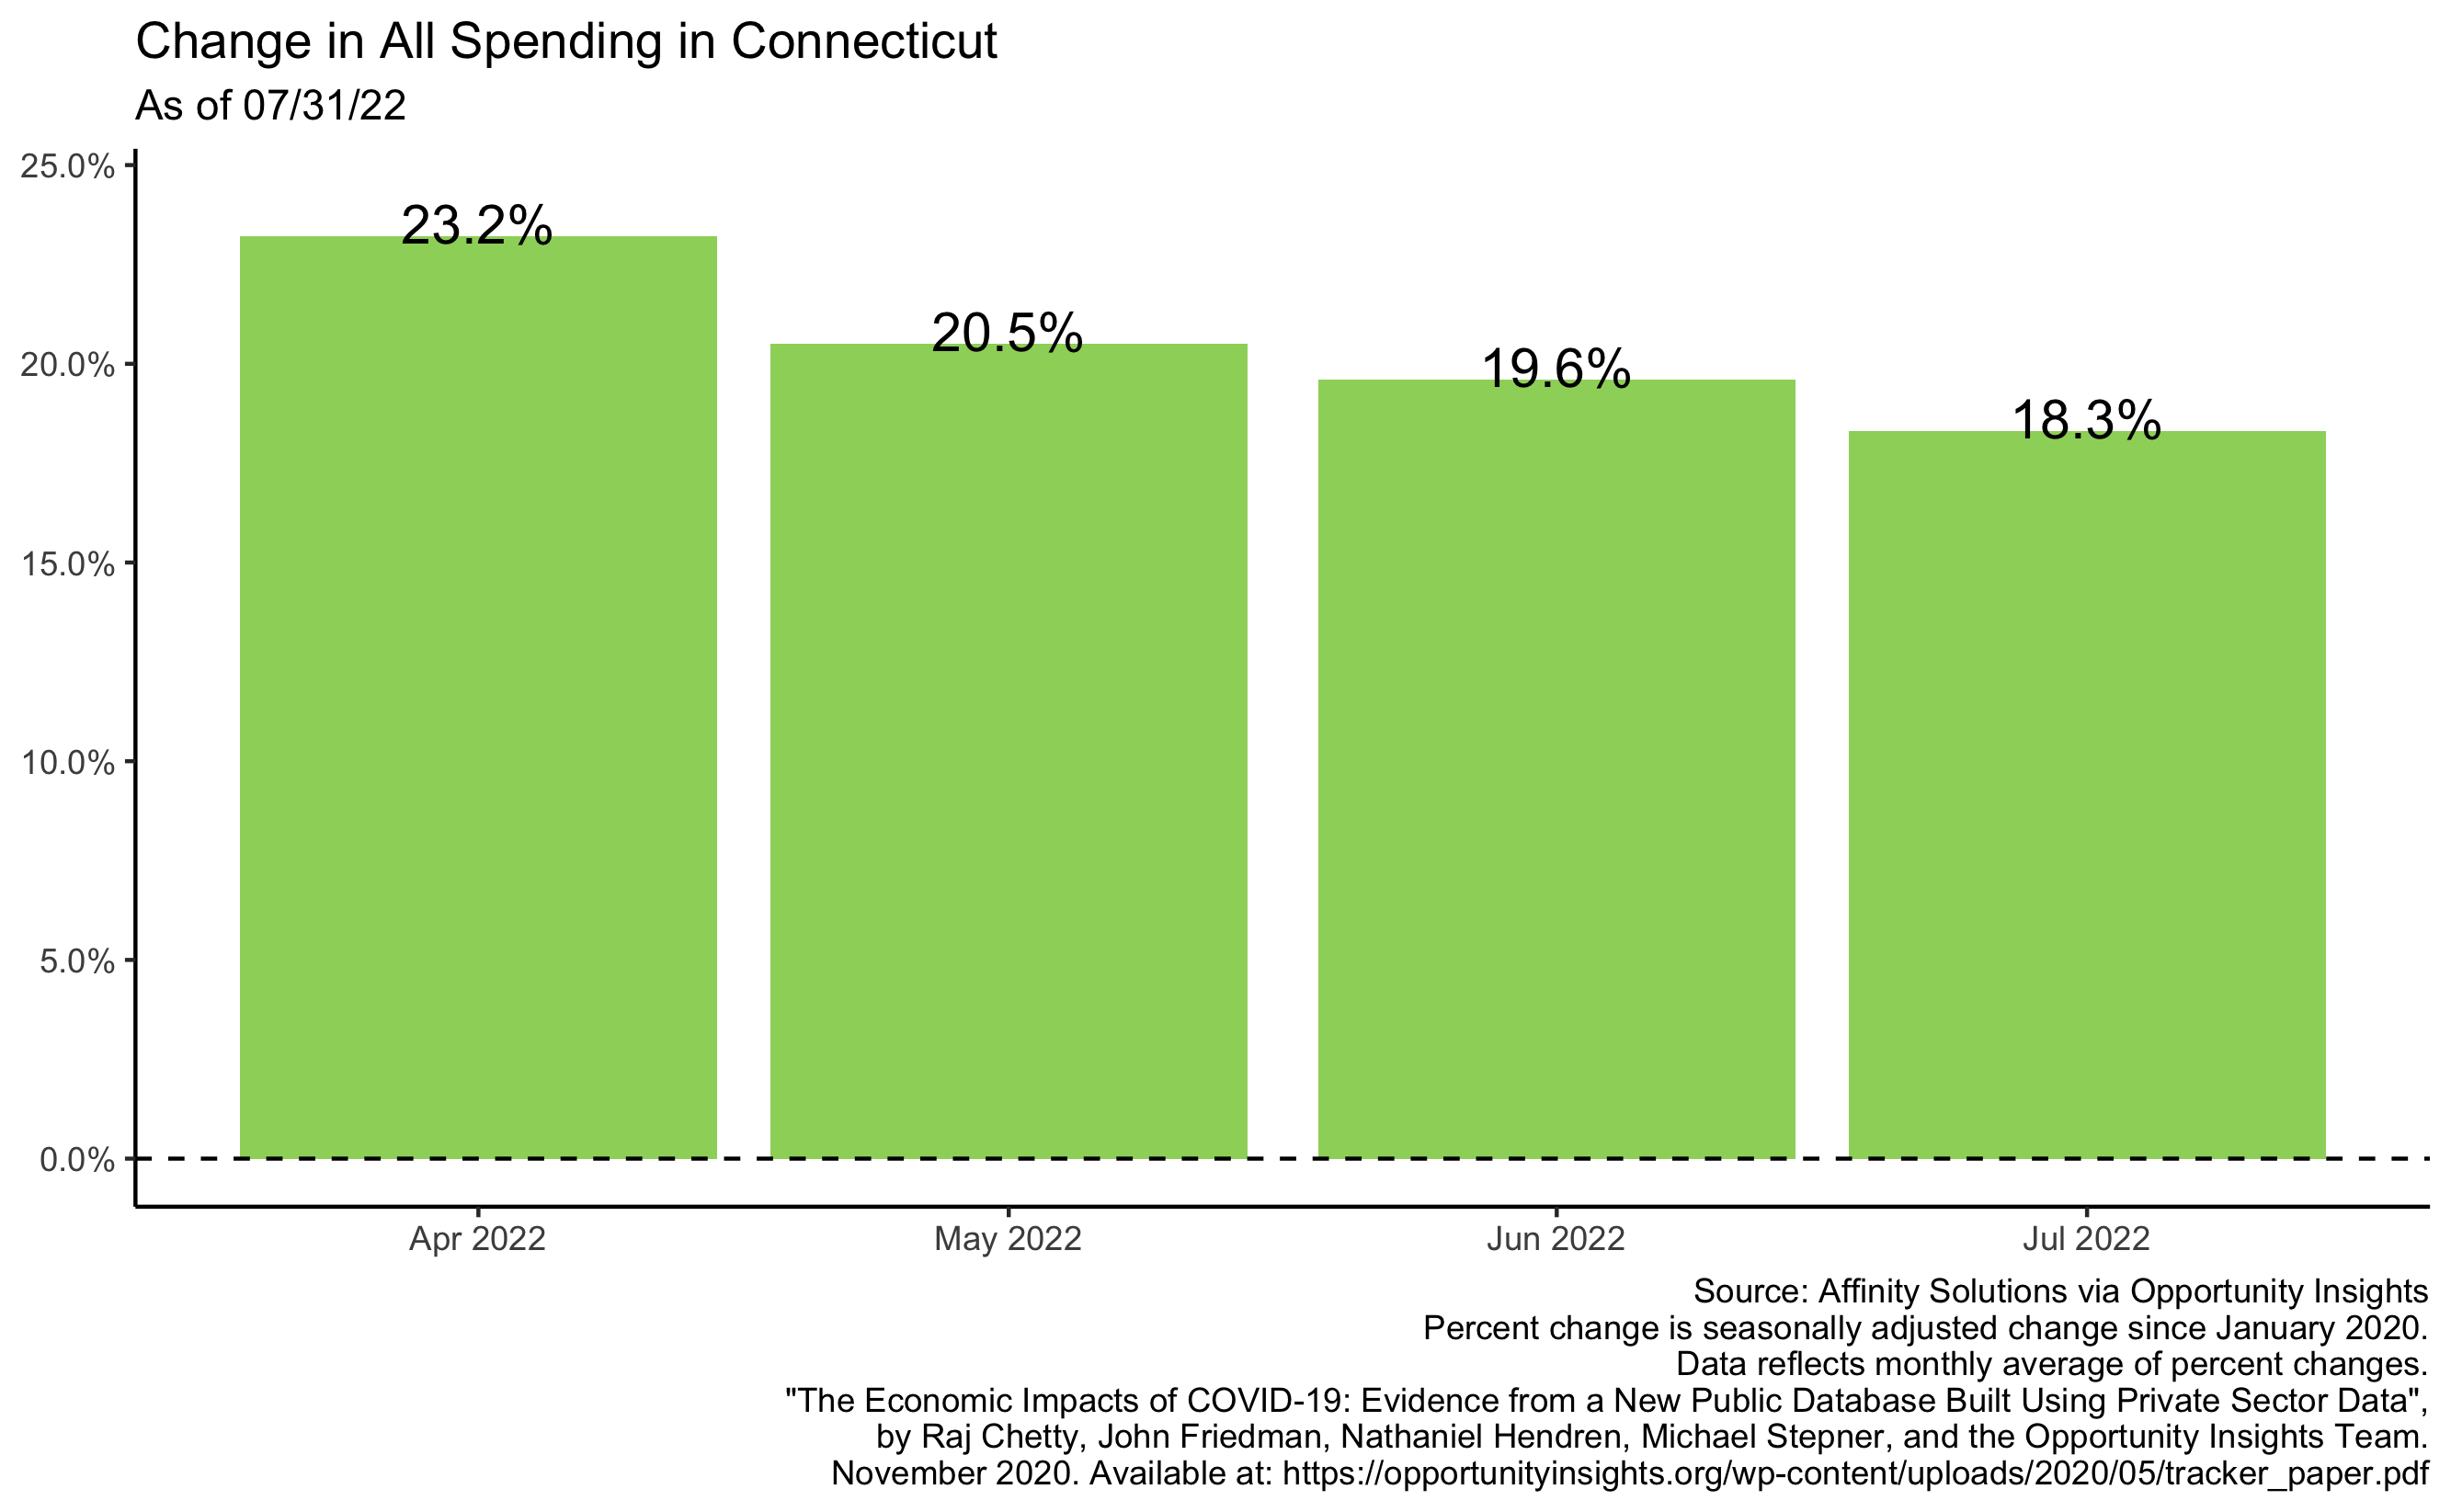 Change in All Spending in Connecticut
As of 07/31/22
25.0%
20.0%
15.0%
10.0%
5.0%
0.0%
23.2%
20.5%
19.6%
18.3%
Apr 2022
May 2022
Jun 2022
Jul 2022
Source: Affinity Solutions via Opportunity Insights
Percent change is seasonally adjusted change since January 2020.
Data reflects monthly average of percent changes.
"The Economic Impacts of COVID-19: Evidence from a New Public Database Built Using Private Sector Data",
by Raj Chetty, John Friedman, Nathaniel Hendren, Michael Stepner, and the Opportunity Insights Team.
November 2020. Available at: https://opportunityinsights.org/wp-content/uploads/2020/05/tracker_paper.pdf